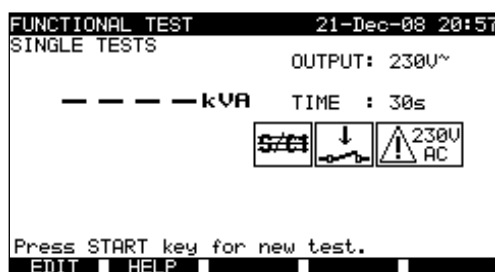 FUNCTIONAL TEST 21-Dec-08 20:57
SINGLE TESTS
OUTPUT: 230V~
– – – – kVA TIME : 30s
S/C1 230V
AC
Press START key for new test.
EDIT HELP